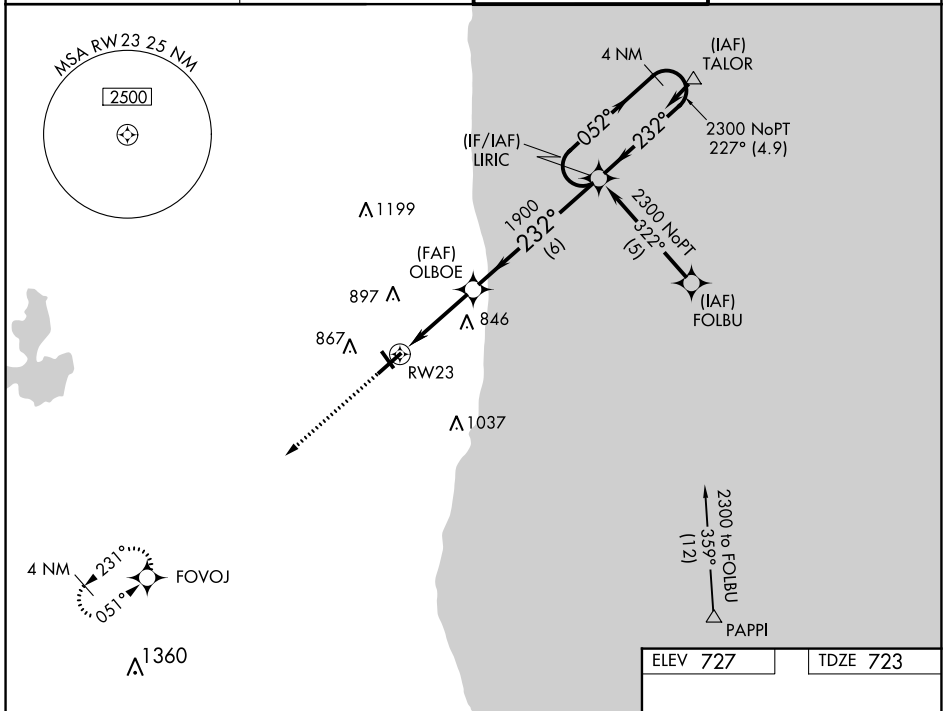 MSA RW23 25 NM
2500
4 NM
(IAF)
TALOR
052°
232°
2300 NoPT
227° (4.9)
(IF/IAF)
LIRIC
1199
1900
232°
(6)
2300 NoPT
322°
(5)
(FAF)
OLBOE
897
846
(IAF)
FOLBU
867
RW23
1037
2300 to FOLBU
359°
(12)
4 NM
231°
051°
FOVOJ
PAPPI
1360
ELEV 727
TDZE 723